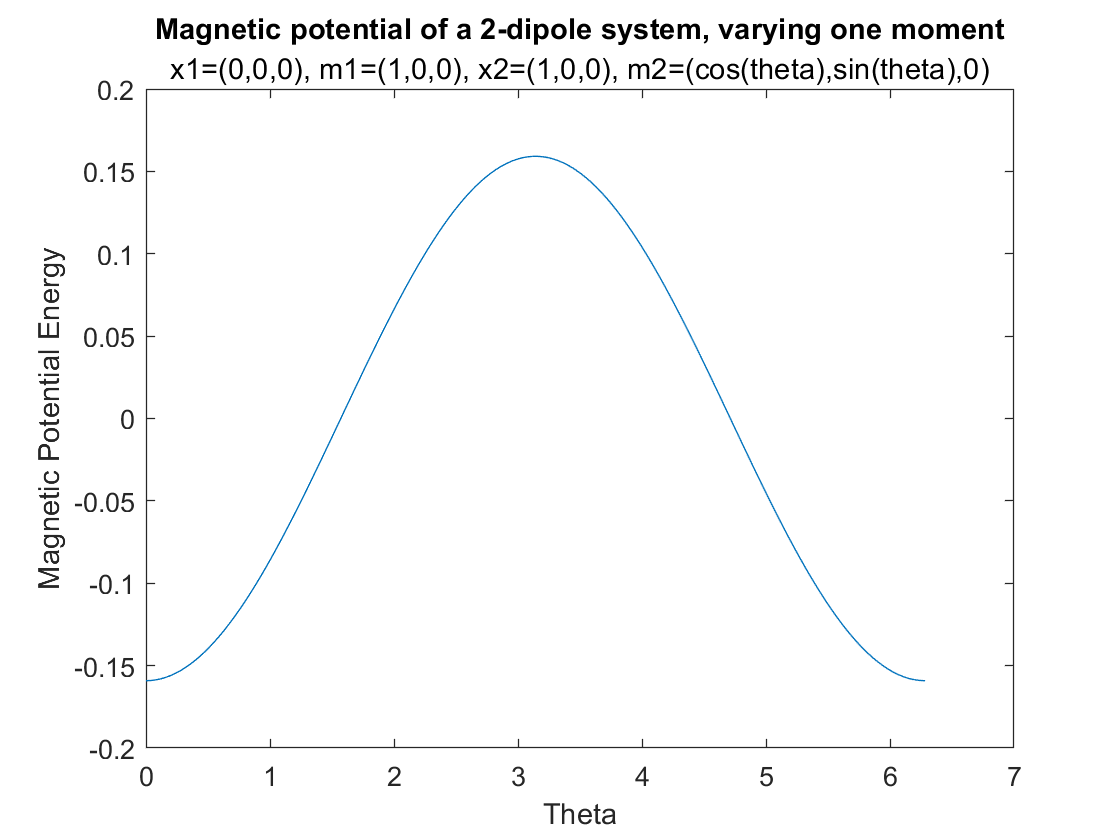 Magnetic potential of a 2-dipole system, varying one moment
x1=(0,0,0), m1=(1,0,0), x2=(1,0,0), m2=(cos(theta),sin(theta),0)
0.2
0.15
0.1
0.05
0
-0.05
-0.1
-0.15
-0.2
Magnetic Potential Energy
0 1 2 3 4 5 6 7
Theta